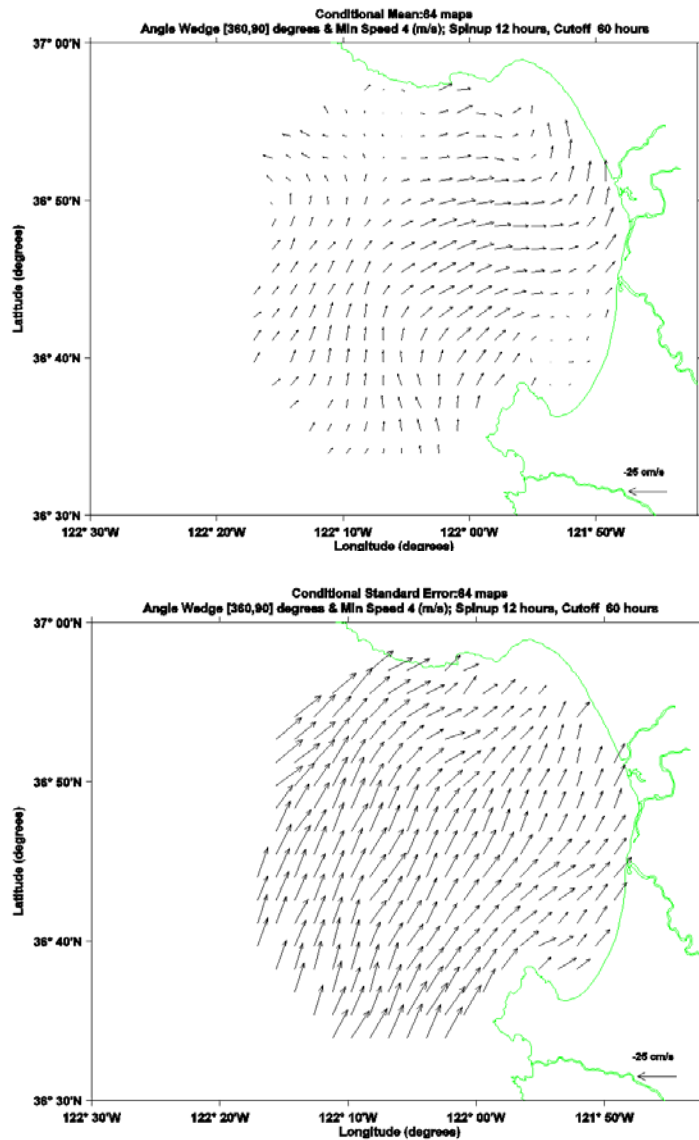 Conditional Mean:64 maps
Angle Wedge [360,90] degrees & Min Speed 4 (m/s); Spinup 12 hours, Cutoff 60 hours
37° 00'N
36° 50'N
36° 40'N
36° 30'N
Latitude (degrees)
-25 cm/s
122° 30'W 122° 20'W 122° 10'W 122° 00'W 121° 50'W
Longitude (degrees)
Conditional Standard Error:64 maps
Angle Wedge [360,90] degrees & Min Speed 4 (m/s); Spinup 12 hours, Cutoff 60 hours
37° 00'N
36° 50'N
36° 40'N
36° 30'N
Latitude (degrees)
-25 cm/s
122° 30'W 122° 20'W 122° 10'W 122° 00'W 121° 50'W
Longitude (degrees)